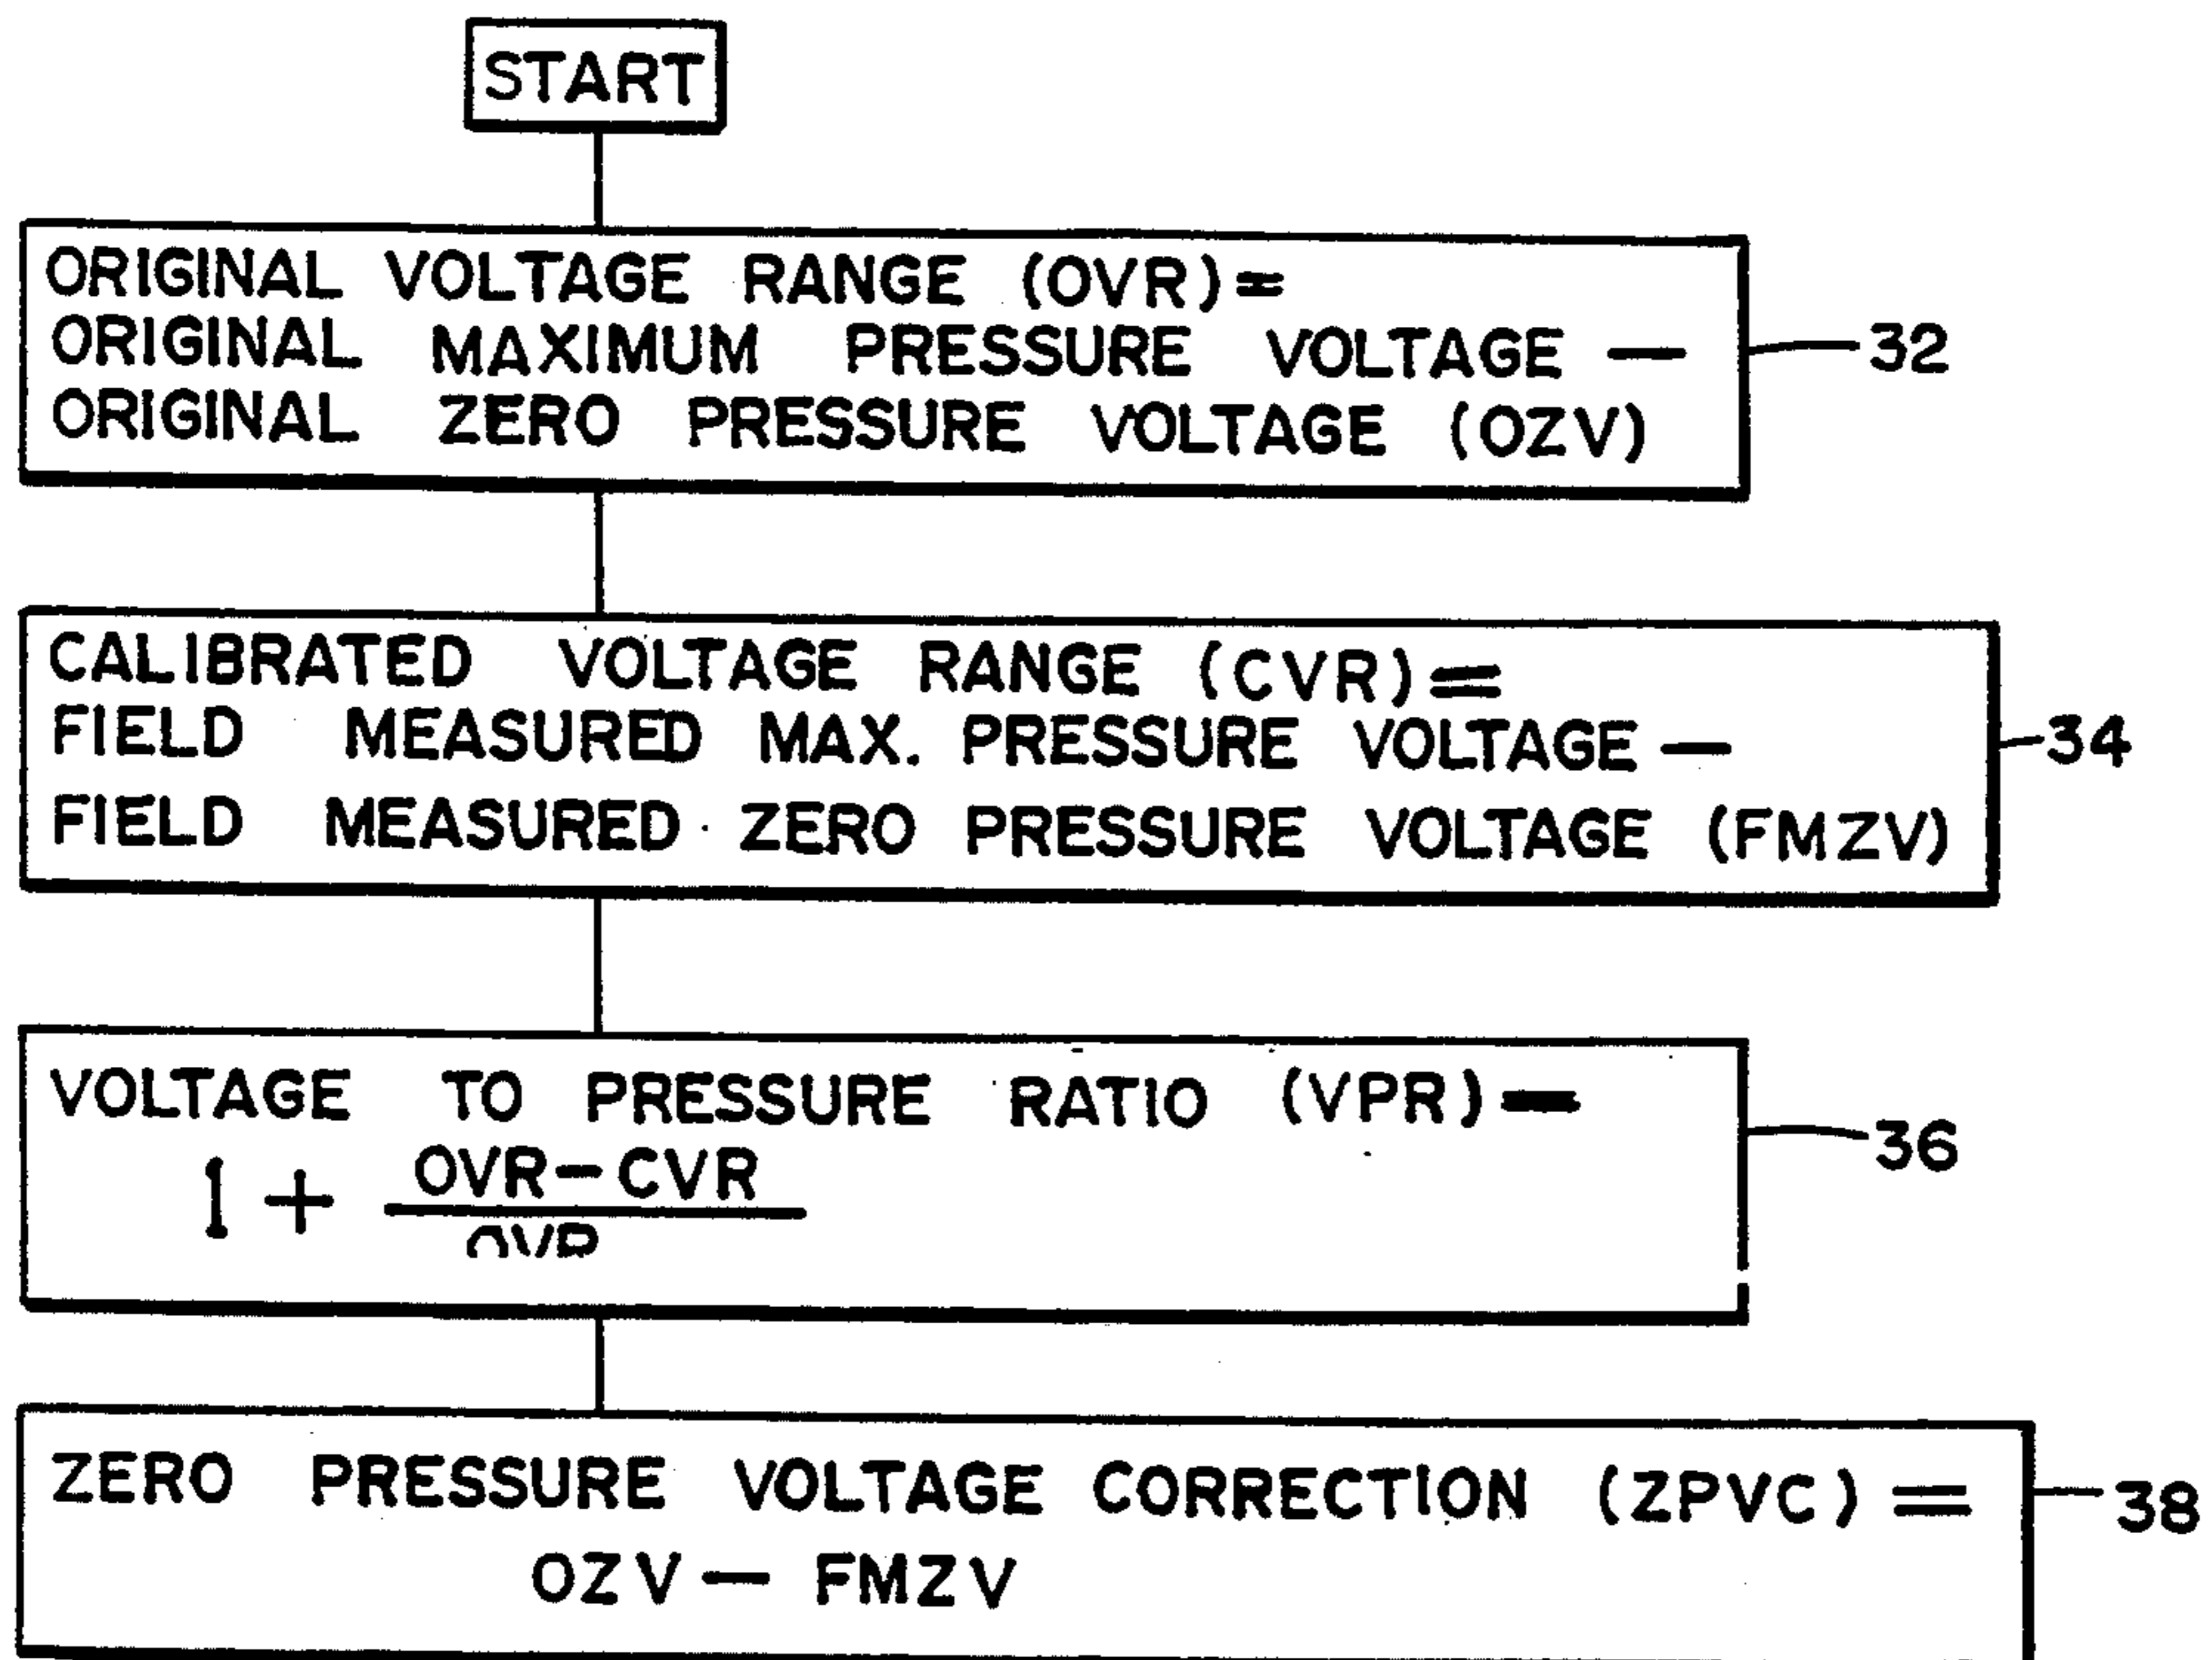 START
ORIGINAL VOLTAGE RANGE (OVR)=
ORIGINAL MAXIMUM PRESSURE VOLTAGE —
ORIGINAL ZERO PRESSURE VOLTAGE (OZV)
32
CALIBRATED VOLTAGE RANGE (CVR)=
FIELD MEASURED MAX. PRESSURE VOLTAGE —
FIELD MEASURED ZERO PRESSURE VOLTAGE (FMZV)
34
VOLTAGE TO PRESSURE RATIO (VPR) —
1 + OVR—CVR
36
ZERO PRESSURE VOLTAGE CORRECTION (ZPVC) =
OZV — FMZV
38